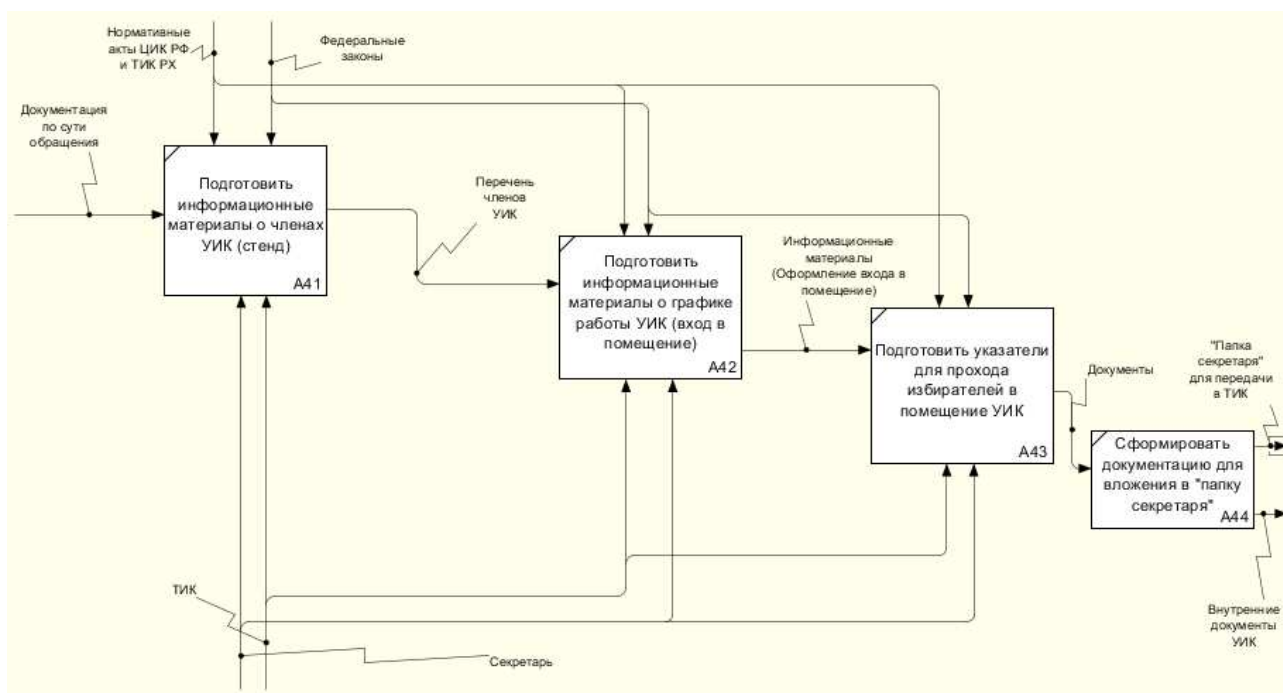 Нормативные
акты ЦИК РФ
и ТИК РХ
Федеральные
законы
Документация
по сути
обращения
Подготовить
информационные
материалы о членах
УИК (стенд)
A41
Перечень
членов
УИК
Подготовить
информационные
материалы о графике
работы УИК (вход в
помещение)
A42
Информационные
материалы
(Оформление входа в
помещение)
Подготовить указатели
для прохода
избирателей в
помещение УИК
A43
Документы
"Папка
секретаря"
для передачи
в ТИК
Сформировать
документацию для
вложения в "папку
секретаря"
A44
ТИК
Секретарь
Внутренние
документы
УИК